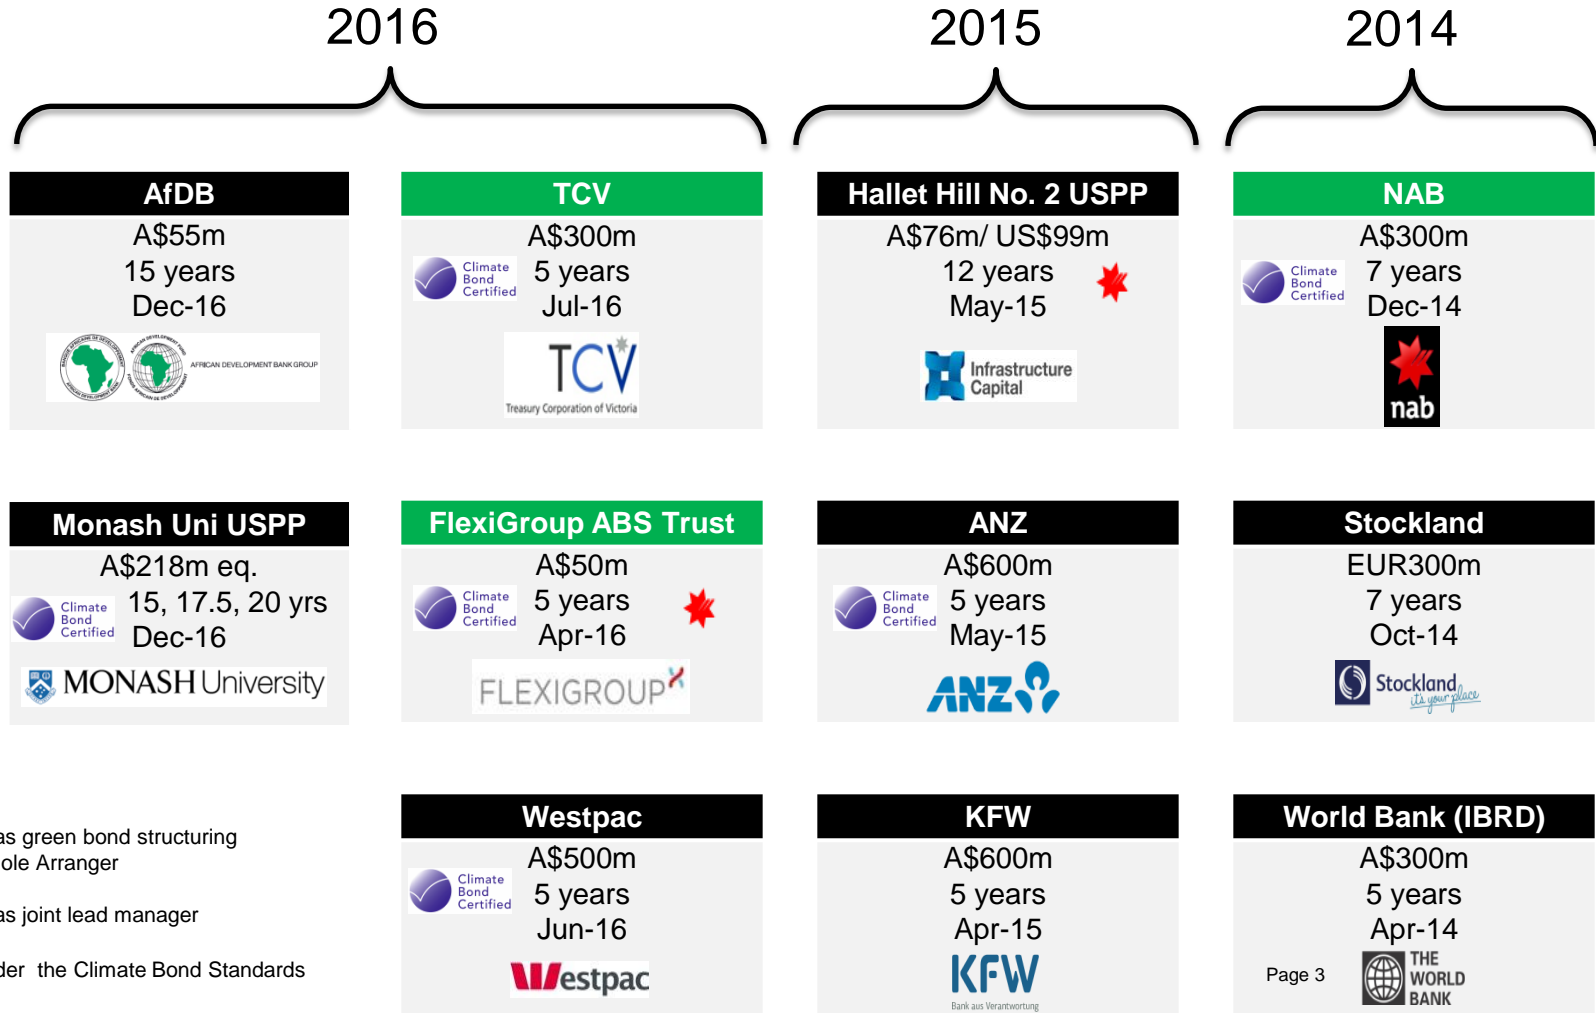 2016
2015
2014
AfDB
A$55m
15 years
Dec-16
AFRICAN DEVELOPMENT BANK GROUP
TCV
A$300m
Climate
Bond
Certified
5 years
Jul-16
TCV
Treasury Corporation of Victoria
Hallet Hill No. 2 USPP
A$76m/ US$99m
12 years
May-15
Infrastructure
Capital
NAB
A$300m
Climate
Bond
Certified
7 years
Dec-14
nab
Monash Uni USPP
A$218m eq.
Climate
Bond
Certified
15, 17.5, 20 yrs
Dec-16
MONASH University
FlexiGroup ABS Trust
A$50m
Climate
Bond
Certified
5 years
Apr-16
FLEXIGROUP
ANZ
A$600m
Climate
Bond
Certified
5 years
May-15
ANZ
Stockland
EUR300m
7 years
Oct-14
Stockland
it's your place
as green bond structuring
ole Arranger
as joint lead manager
der the Climate Bond Standards
Westpac
A$500m
Climate
Bond
Certified
5 years
Jun-16
Westpac
KFW
A$600m
5 years
Apr-15
KFW
Bank aus Verantwortung
World Bank (IBRD)
A$300m
5 years
Apr-14
Page 3
THE
WORLD
BANK